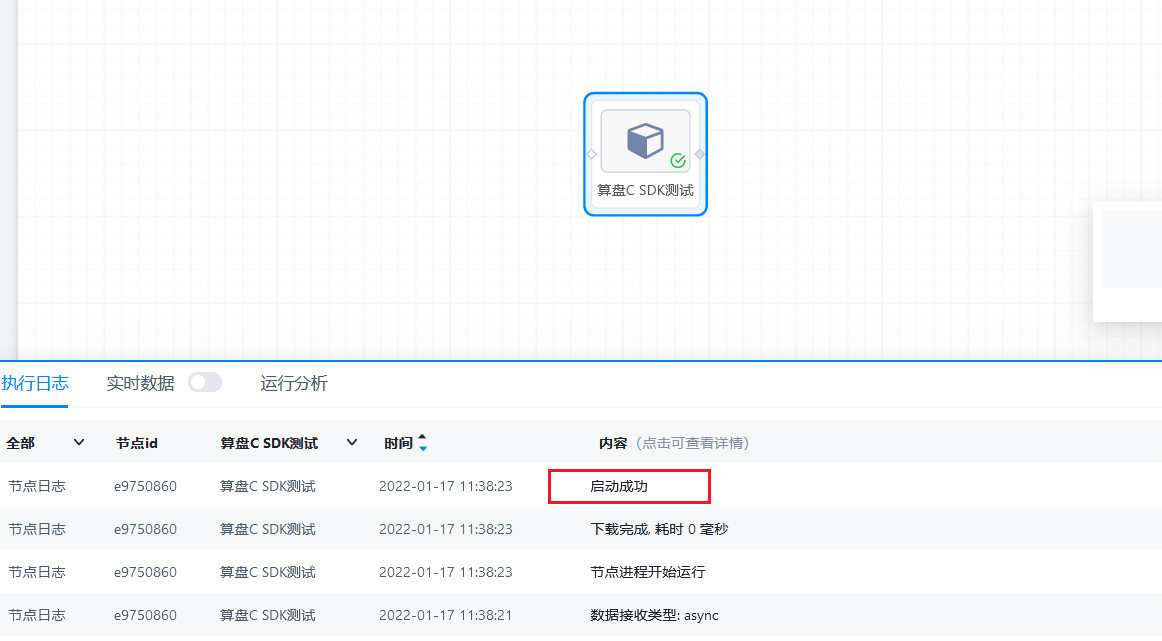 算盘C SDK测试
执行日志 实时数据 运行分析
全部 节点id 算盘C SDK测试 时间 内容（点击可查看详情）
节点日志 e9750860 算盘C SDK测试 2022-01-17 11:38:23 启动成功
节点日志 e9750860 算盘C SDK测试 2022-01-17 11:38:23 下载完成, 耗时 0 毫秒
节点日志 e9750860 算盘C SDK测试 2022-01-17 11:38:23 节点进程开始运行
节点日志 e9750860 算盘C SDK测试 2022-01-17 11:38:21 数据接收类型: async